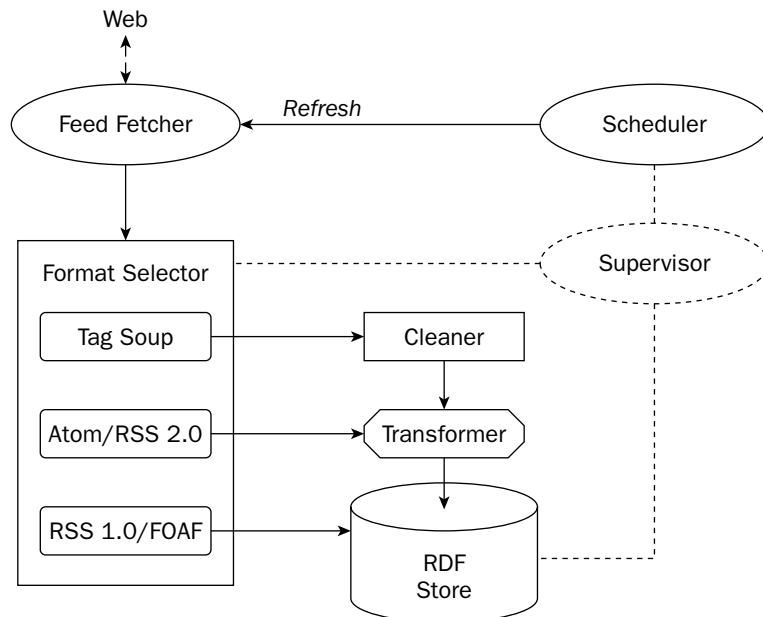 Web
Feed Fetcher
Refresh
Scheduler
Format Selector
Supervisor
Tag Soup
Cleaner
Atom/RSS 2.0
Transformer
RSS 1.0/FOAF
RDF
Store